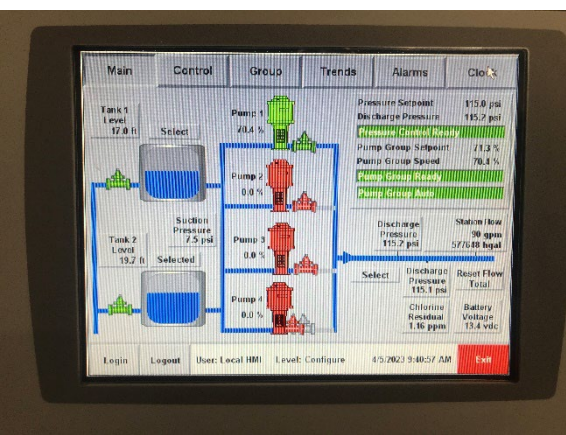 Main Control Group Trends Alarms Clock
Tank 1
Level
17.0 ft
Select
Pump 1
70.4 %
Pressure Setpoint 115.0 psi
Discharge Pressure 115.2 psi
Pressure Control Ready
Pump Group Setpoint 71.3 %
Pump Group Speed 70.4 %
Pump Group Ready
Pump Group Auto
Pump 2
0.0 %
Suction
Pressure
7.5 psi
Tank 2
Level
19.7 ft
Selected
Pump 3
0.0 %
Discharge
Pressure
115.2 psi
Station Flow
90 gpm
577648 hgal
Select
Discharge
Pressure
115.1 psi
Reset Flow
Total
Pump 4
0.0 %
Chlorine
Residual
1.16 ppm
Battery
Voltage
13.4 vdc
Login Logout User: Local HMI Level: Configure 4/5/2023 9:40:57 AM Exit